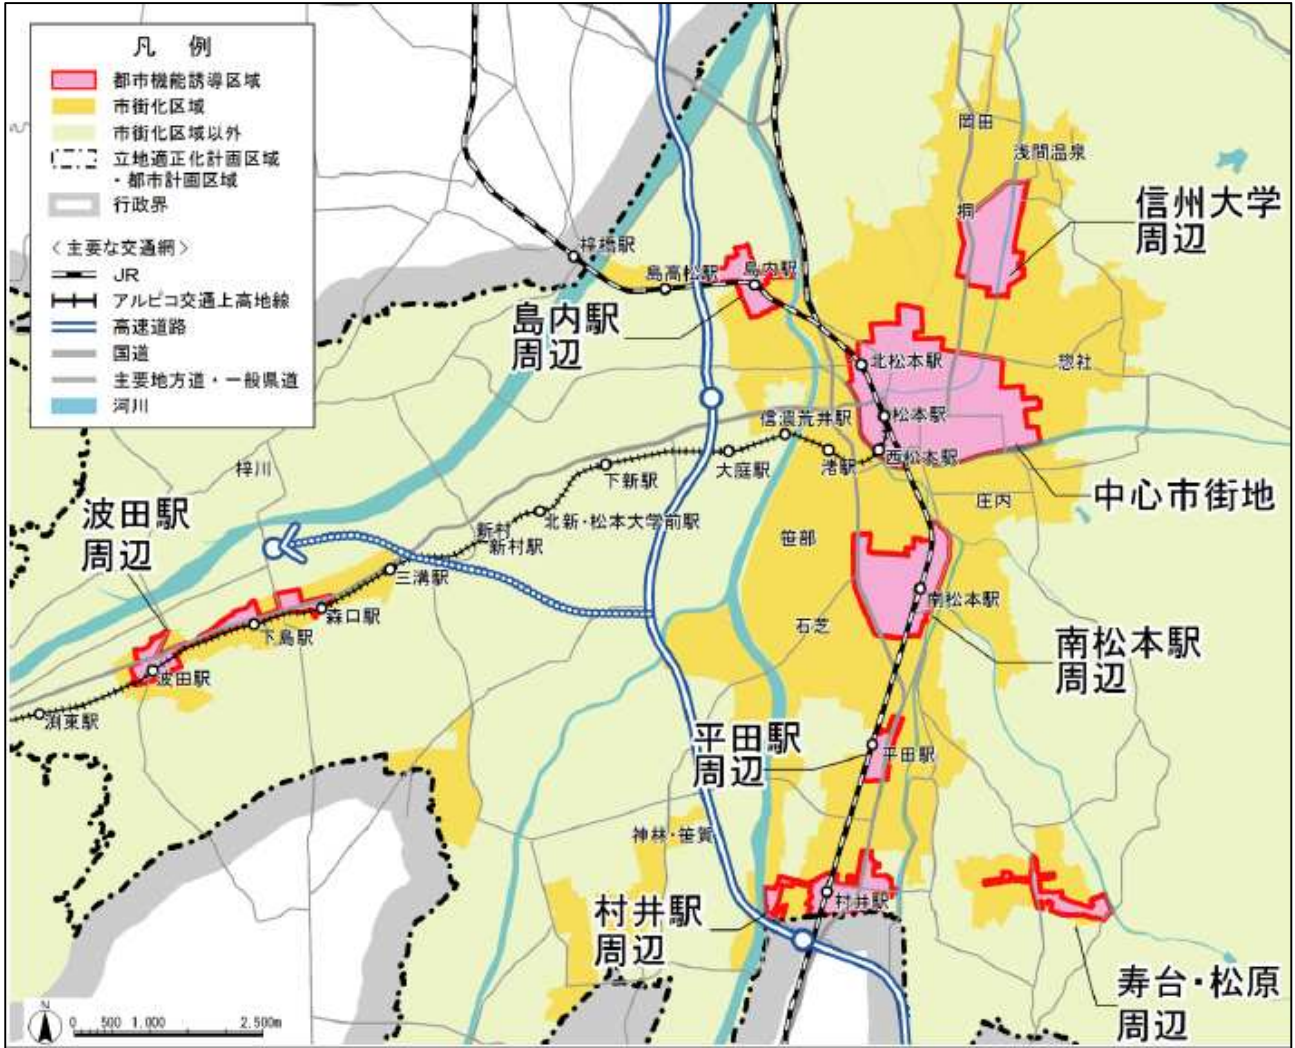 凡 例
都市機能誘導区域
市街化区域
市街化区域以外
立地適正化計画区域
・都市計画区域
行政界
<主要な交通網>
JR
アルピコ交通上高地線
高速道路
国道
主要地方道・一般県道
河川
岡田
浅間温泉
桐
信州大学
周辺
梓橋駅
島高松駅
島内駅
島内駅
周辺
北松本駅
惣社
松本駅
信濃荒井駅
西松本駅
渚駅
大庭駅
下新駅
梓川
中心市街地
庄内
波田駅
周辺
北新・松本大学前駅
新村
新村駅
笹部
三溝駅
南松本駅
森口駅
下島駅
石芝
南松本駅
周辺
波田駅
渕東駅
平田駅
周辺
平田駅
神林・笹賀
村井駅
村井駅
周辺
寿台・松原
周辺
N
0 500 1,000 2,500m